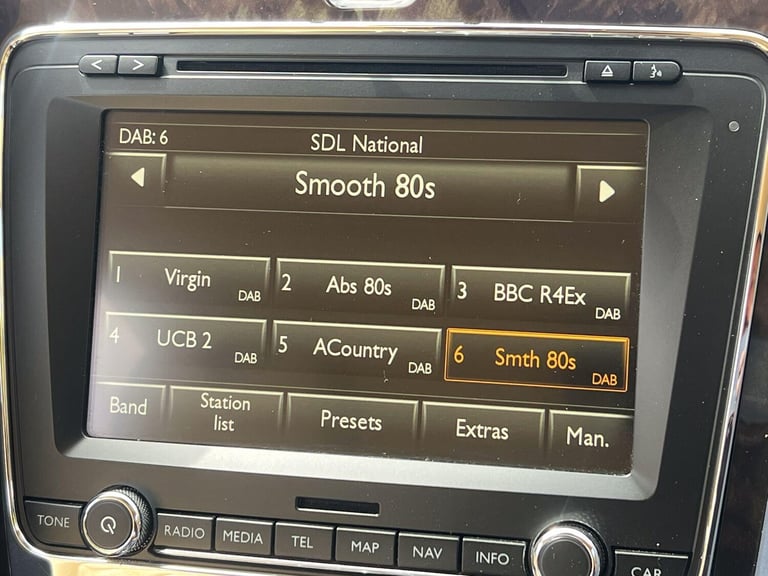 DAB: 6
SDL National
Smooth 80s
1 Virgin DAB
2 Abs 80s DAB
3 BBC R4Ex DAB
4 UCB 2 DAB
5 ACountry DAB
6 Smth 80s DAB
Band
Station
list
Presets
Extras
Man.
TONE
RADIO
MEDIA
TEL
MAP
NAV
INFO
CAR